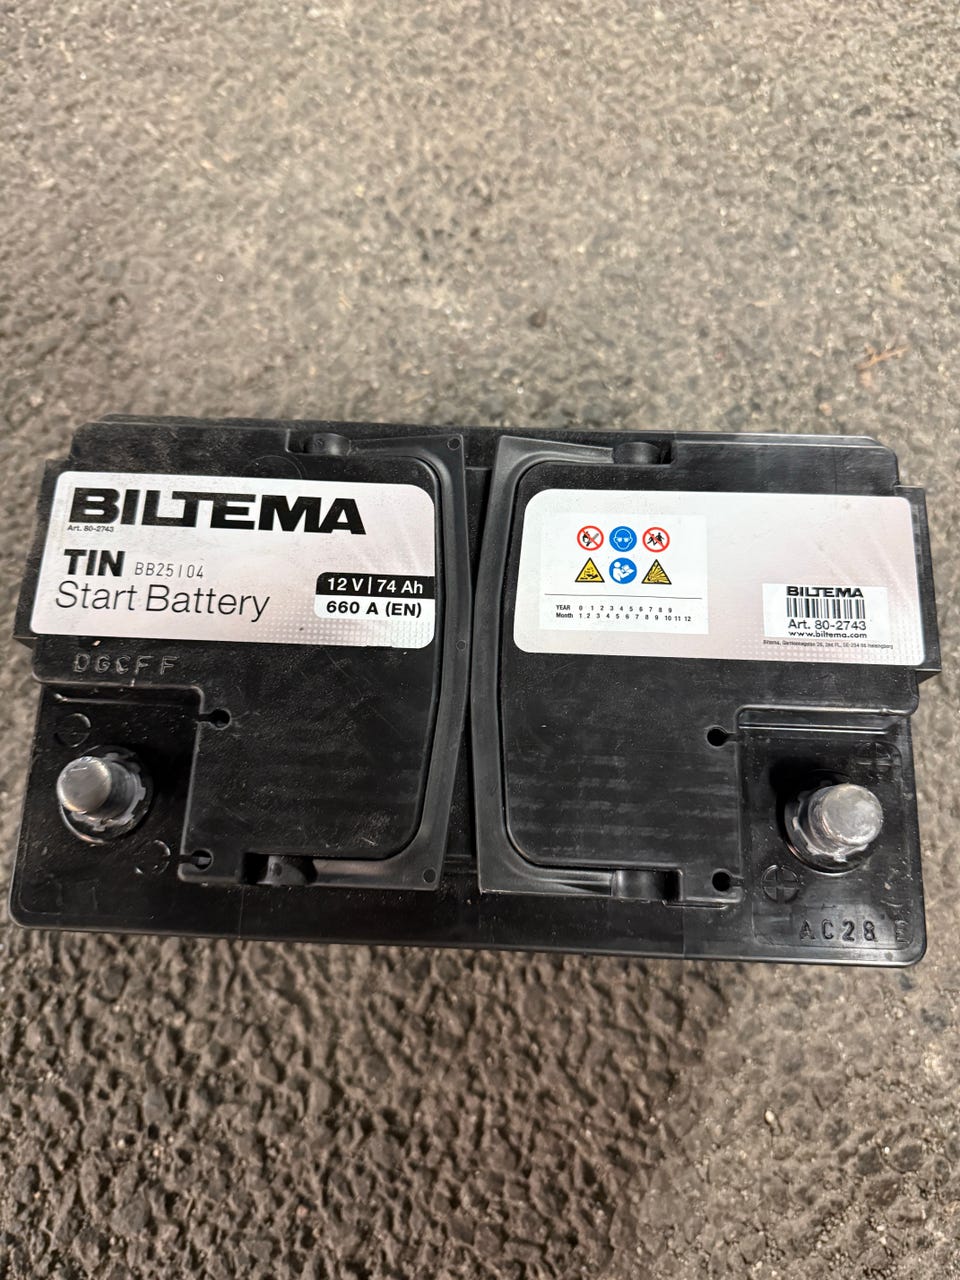 BILTEMA
Art. 80-2743
TIN BB25104
Start Battery
12 V | 74 Ah
660 A (EN)
DGCFF
YEAR 0 1 2 3 4 5 6 7 8 9
Month 1 2 3 4 5 6 7 8 9 10 11 12
BILTEMA
Art. 80-2743
www.biltema.com
AC28 E